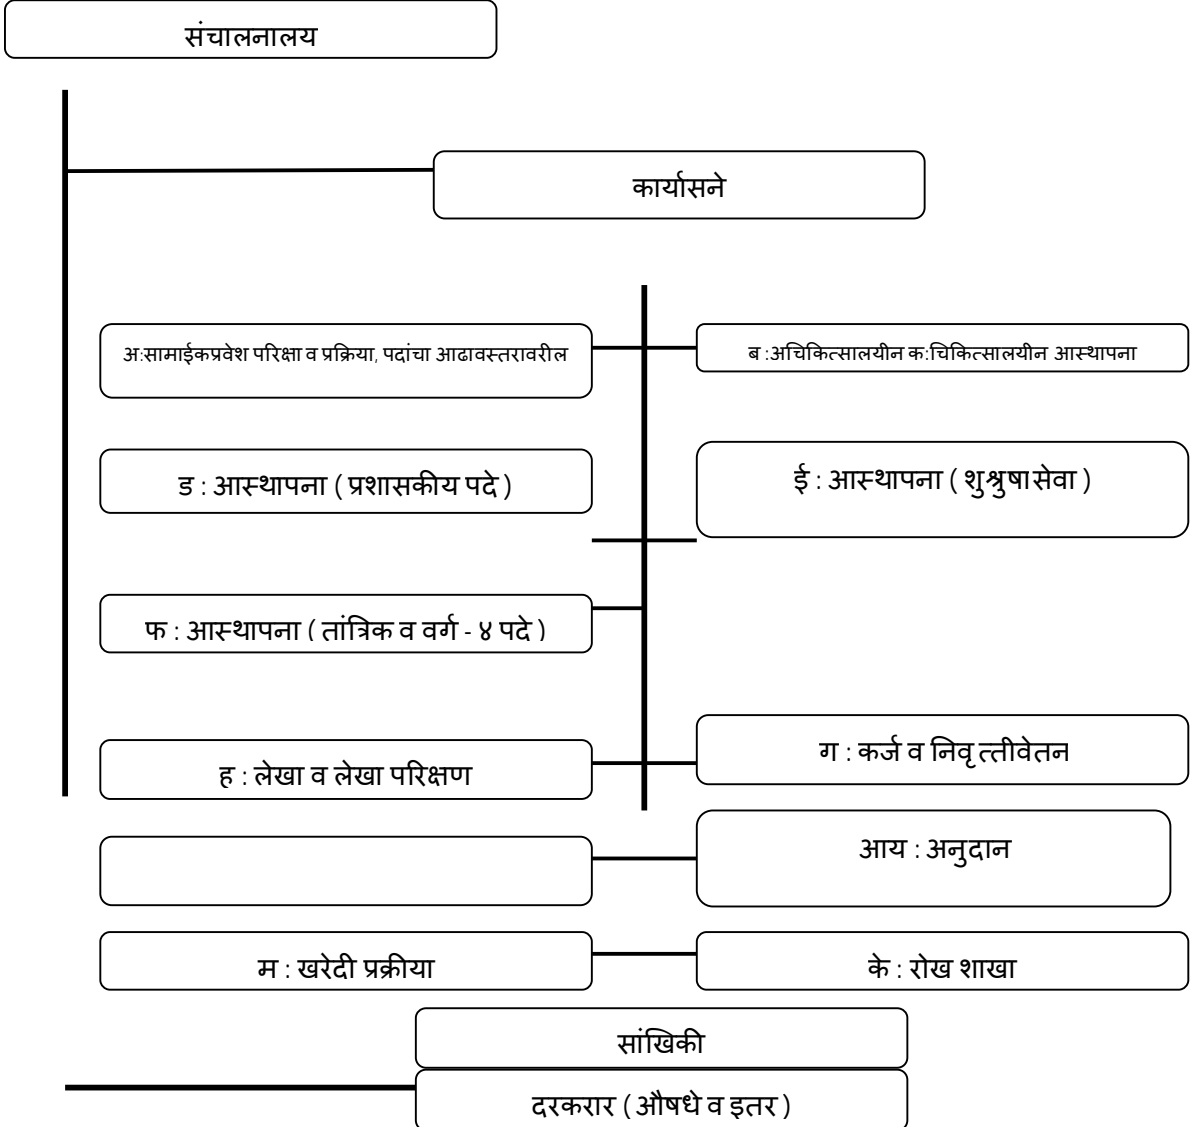 संचालनालय
कार्यासने
अ:सामाईकप्रवेश परिक्षा व प्रक्रिया, पदांचा आढावस्तरावरील
ब :अचिकित्सालयीन क:चिकित्सालयीन आस्थापना
ड : आस्थापना ( प्रशासकीय पदे )
ई : आस्थापना ( शुश्रुषा सेवा )
फ : आस्थापना ( तांत्रिक व वर्ग - ४ पदे )
ग : कर्ज व निवृत्तीवेतन
ह : लेखा व लेखा परिक्षण
आय : अनुदान
म : खरेदी प्रक्रीया
के : रोख शाखा
सांखिकी
दरकरार ( औषधे व इतर )